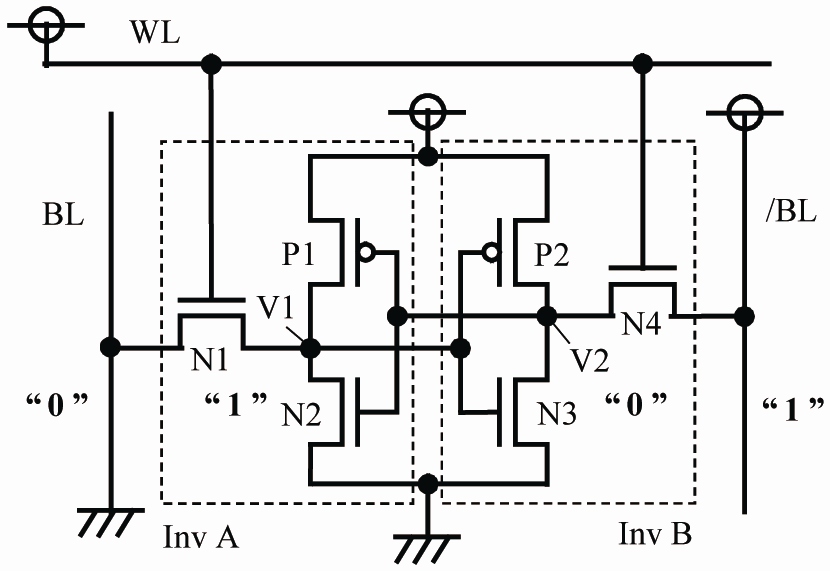 WL
BL
/BL
P1
P2
V1
N1
N4
V2
“0”
“1”
N2
N3
“0”
“1”
Inv A
Inv B